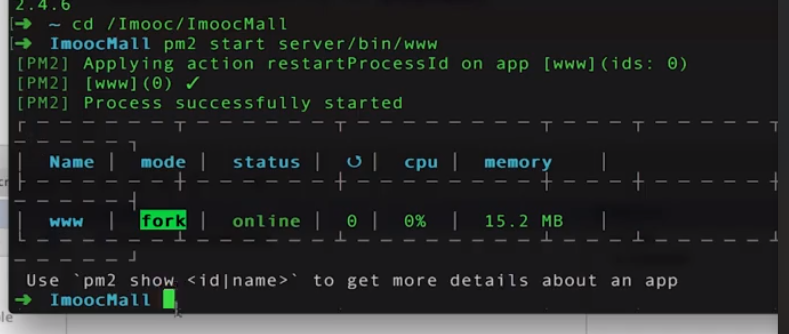 2.4.6
→ ~ cd /Imooc/ImoocMall
→ ImoocMall pm2 start server/bin/www
[PM2] Applying action restartProcessId on app [www](ids: 0)
[PM2] [www](0) ✓
[PM2] Process successfully started
Name | mode | status | ↺ | cpu | memory |
www | fork | online | 0 | 0% | 15.2 MB |
Use `pm2 show <id|name>` to get more details about an app
→ ImoocMall